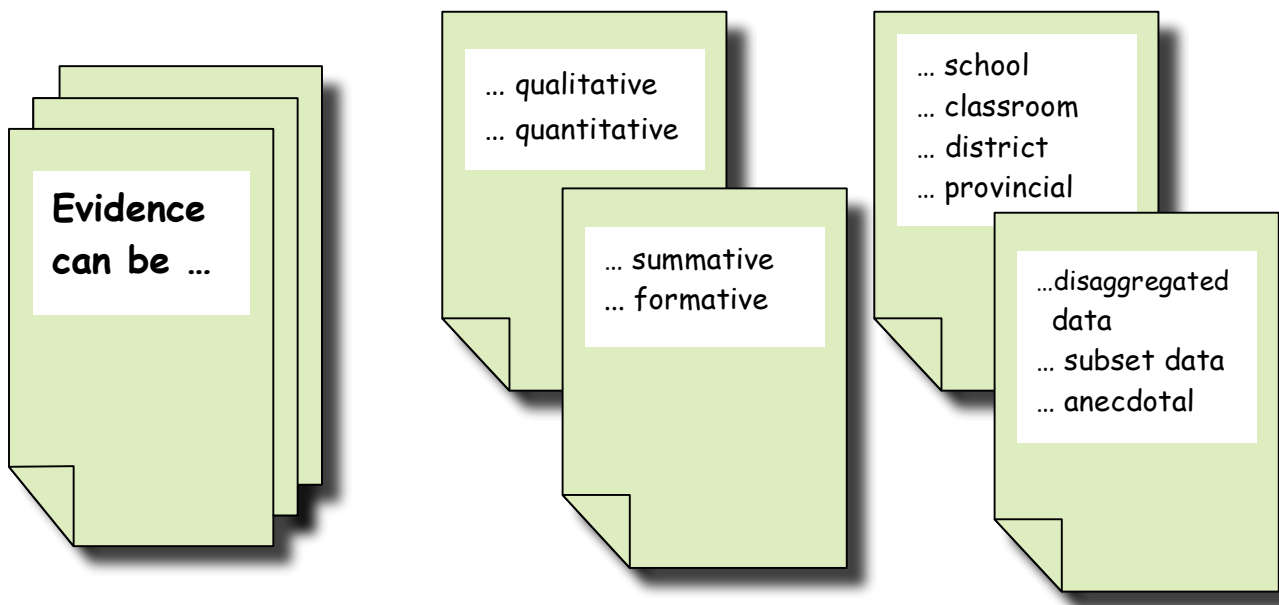 Evidence
can be ...
... qualitative
... quantitative
... summative
... formative
... school
... classroom
... district
... provincial
...disaggregated
data
... subset data
... anecdotal